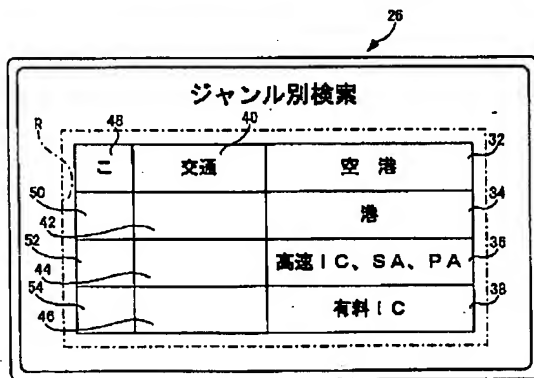 26
ジャンル別検索
R 48 40 32
こ 交通 空 港
50 34
42 港
52 36
44 高速IC、SA、PA
54 38
46 有料IC